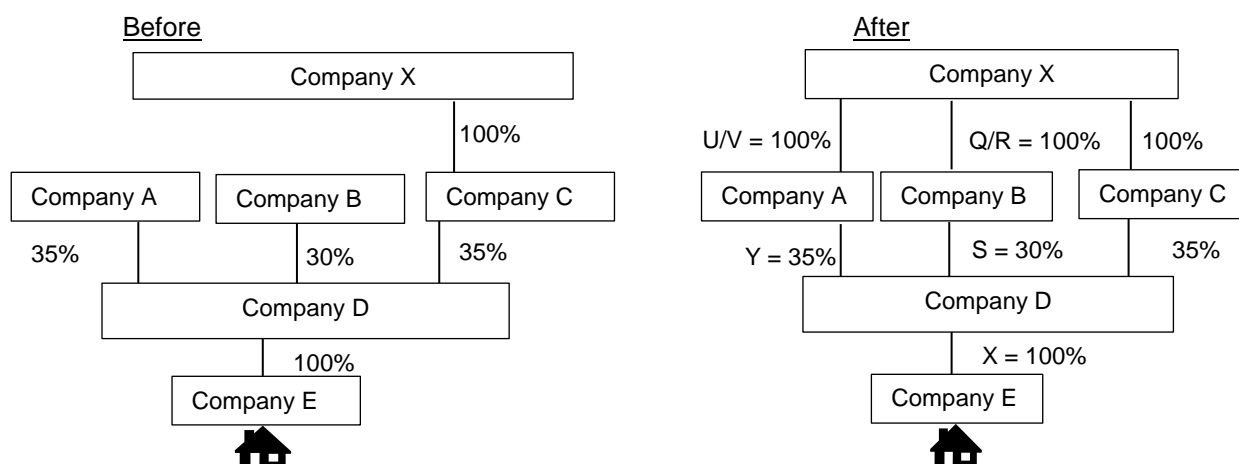 Before
Company X
100%
Company A
Company B
Company C
35%
30%
35%
Company D
100%
Company E
After
Company X
U/V = 100%
Q/R = 100%
100%
Company A
Company B
Company C
Y = 35%
S = 30%
35%
Company D
X = 100%
Company E